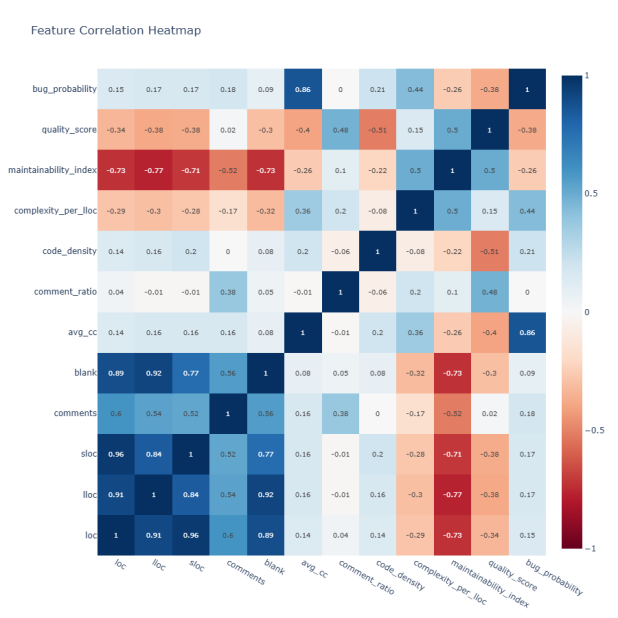 Feature Correlation Heatmap
bug_probability 0.15 0.17 0.17 0.18 0.09 0.86 0 0.21 0.44 −0.26 −0.38 1
quality_score −0.34 −0.38 −0.38 0.02 −0.3 −0.4 0.48 −0.51 0.15 0.5 1 −0.38
maintainability_index −0.73 −0.77 −0.71 −0.52 −0.73 −0.26 0.1 −0.22 0.5 1 0.5 −0.26
complexity_per_lloc −0.29 −0.3 −0.28 −0.17 −0.32 0.36 0.2 −0.08 1 0.5 0.15 0.44
code_density 0.14 0.16 0.2 0 0.08 0.2 −0.06 1 −0.08 −0.22 −0.51 0.21
comment_ratio 0.04 −0.01 −0.01 0.38 0.05 −0.01 1 −0.06 0.2 0.1 0.48 0
avg_cc 0.14 0.16 0.16 0.16 0.08 1 −0.01 0.2 0.36 −0.26 −0.4 0.86
blank 0.89 0.92 0.77 0.56 1 0.08 0.05 0.08 −0.32 −0.73 −0.3 0.09
comments 0.6 0.54 0.52 1 0.56 0.16 0.38 0 −0.17 −0.52 0.02 0.18
sloc 0.96 0.84 1 0.52 0.77 0.16 −0.01 0.2 −0.28 −0.71 −0.38 0.17
lloc 0.91 1 0.84 0.54 0.92 0.16 −0.01 0.16 −0.3 −0.77 −0.38 0.17
loc 1 0.91 0.96 0.6 0.89 0.14 0.04 0.14 −0.29 −0.73 −0.34 0.15
loc lloc sloc comments blank avg_cc comment_ratio code_density complexity_per_lloc maintainability_index quality_score bug_probability
1
0.5
0
−0.5
−1